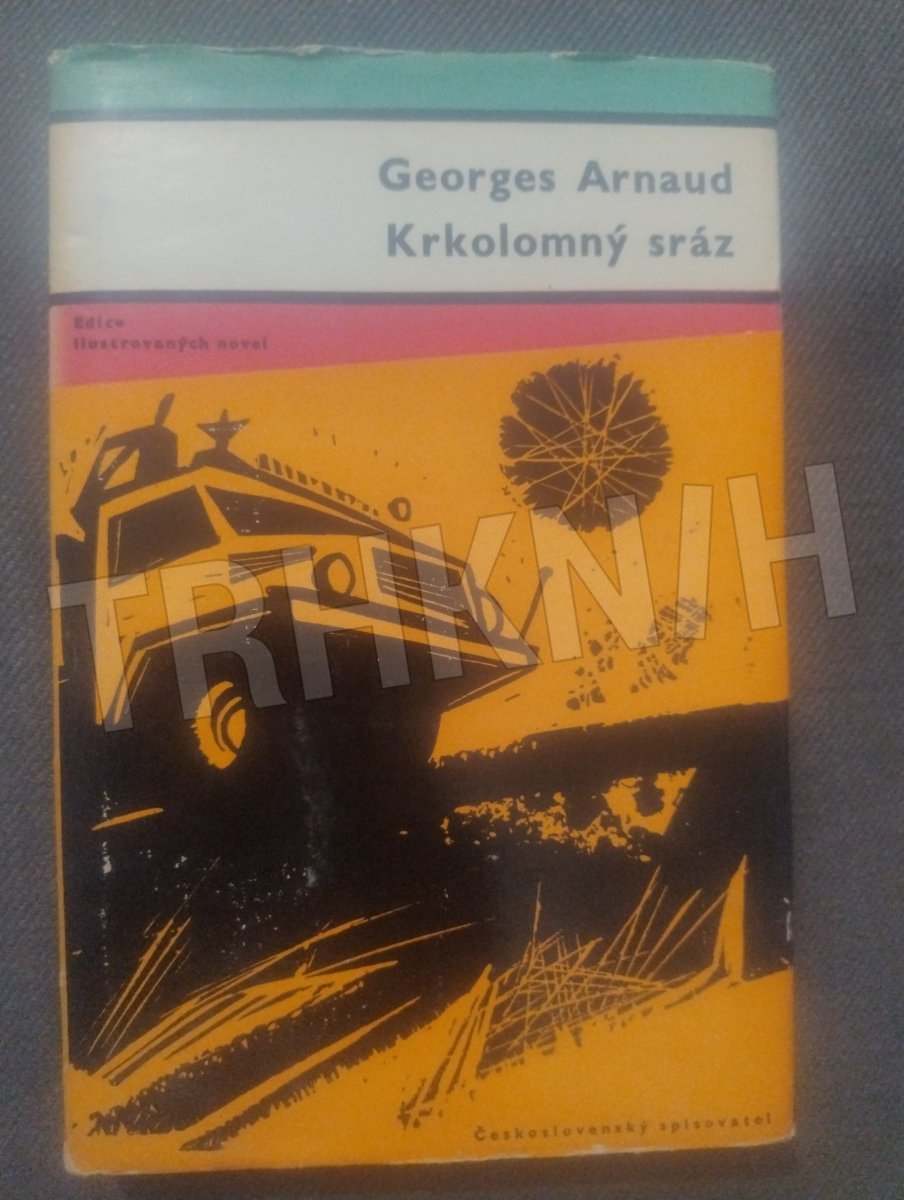 Georges Arnaud
Krkolomný sráz
Edice
ilustrovaných novel
TRHKNIH
Československý spisovatel